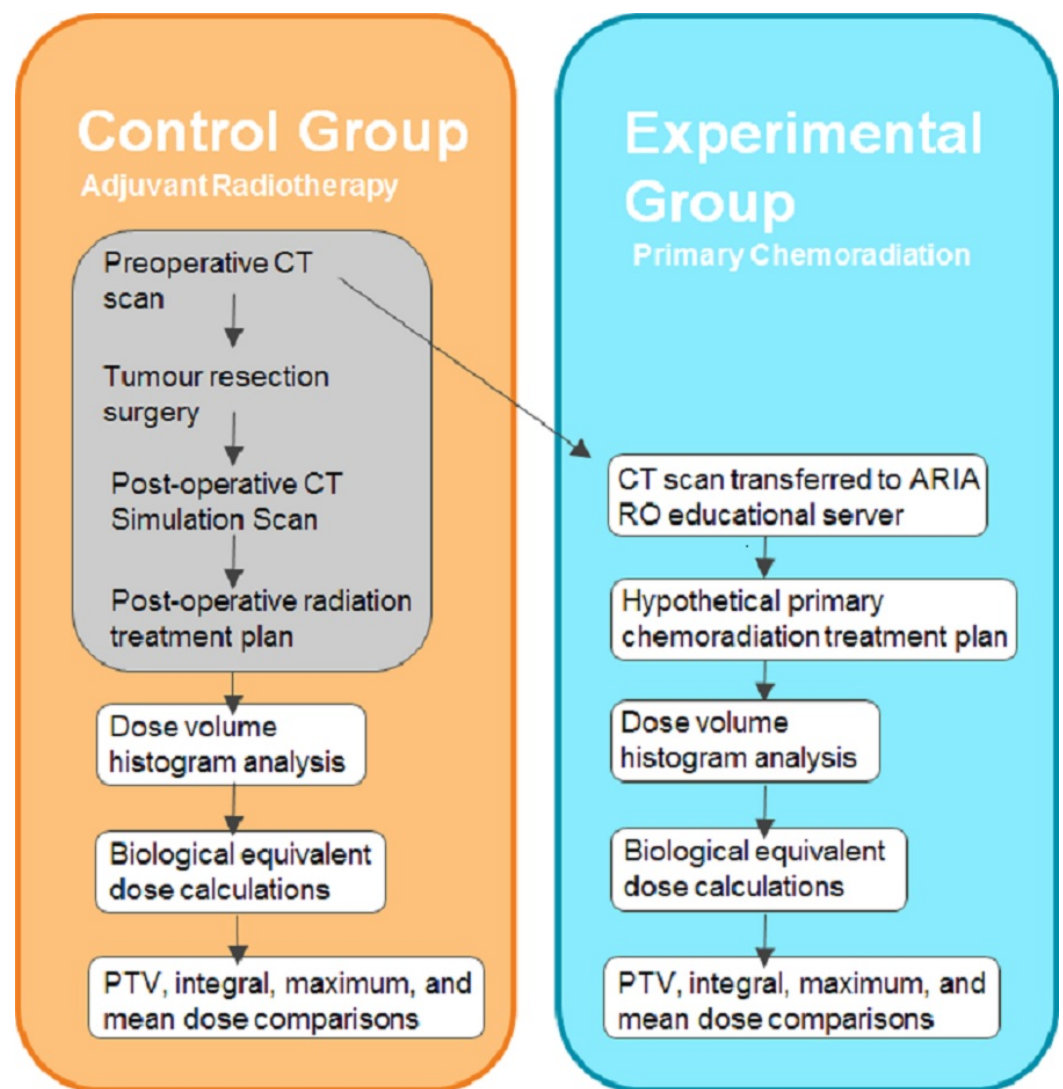 Control Group
Adjuvant Radiotherapy
Preoperative CT
scan
Tumour resection
surgery
Post-operative CT
Simulation Scan
Post-operative radiation
treatment plan
Dose volume
histogram analysis
Biological equivalent
dose calculations
PTV, integral, maximum, and
mean dose comparisons
Experimental
Group
Primary Chemoradiation
CT scan transferred to ARIA
RO educational server
Hypothetical primary
chemoradiation treatment plan
Dose volume
histogram analysis
Biological equivalent
dose calculations
PTV, integral, maximum, and
mean dose comparisons